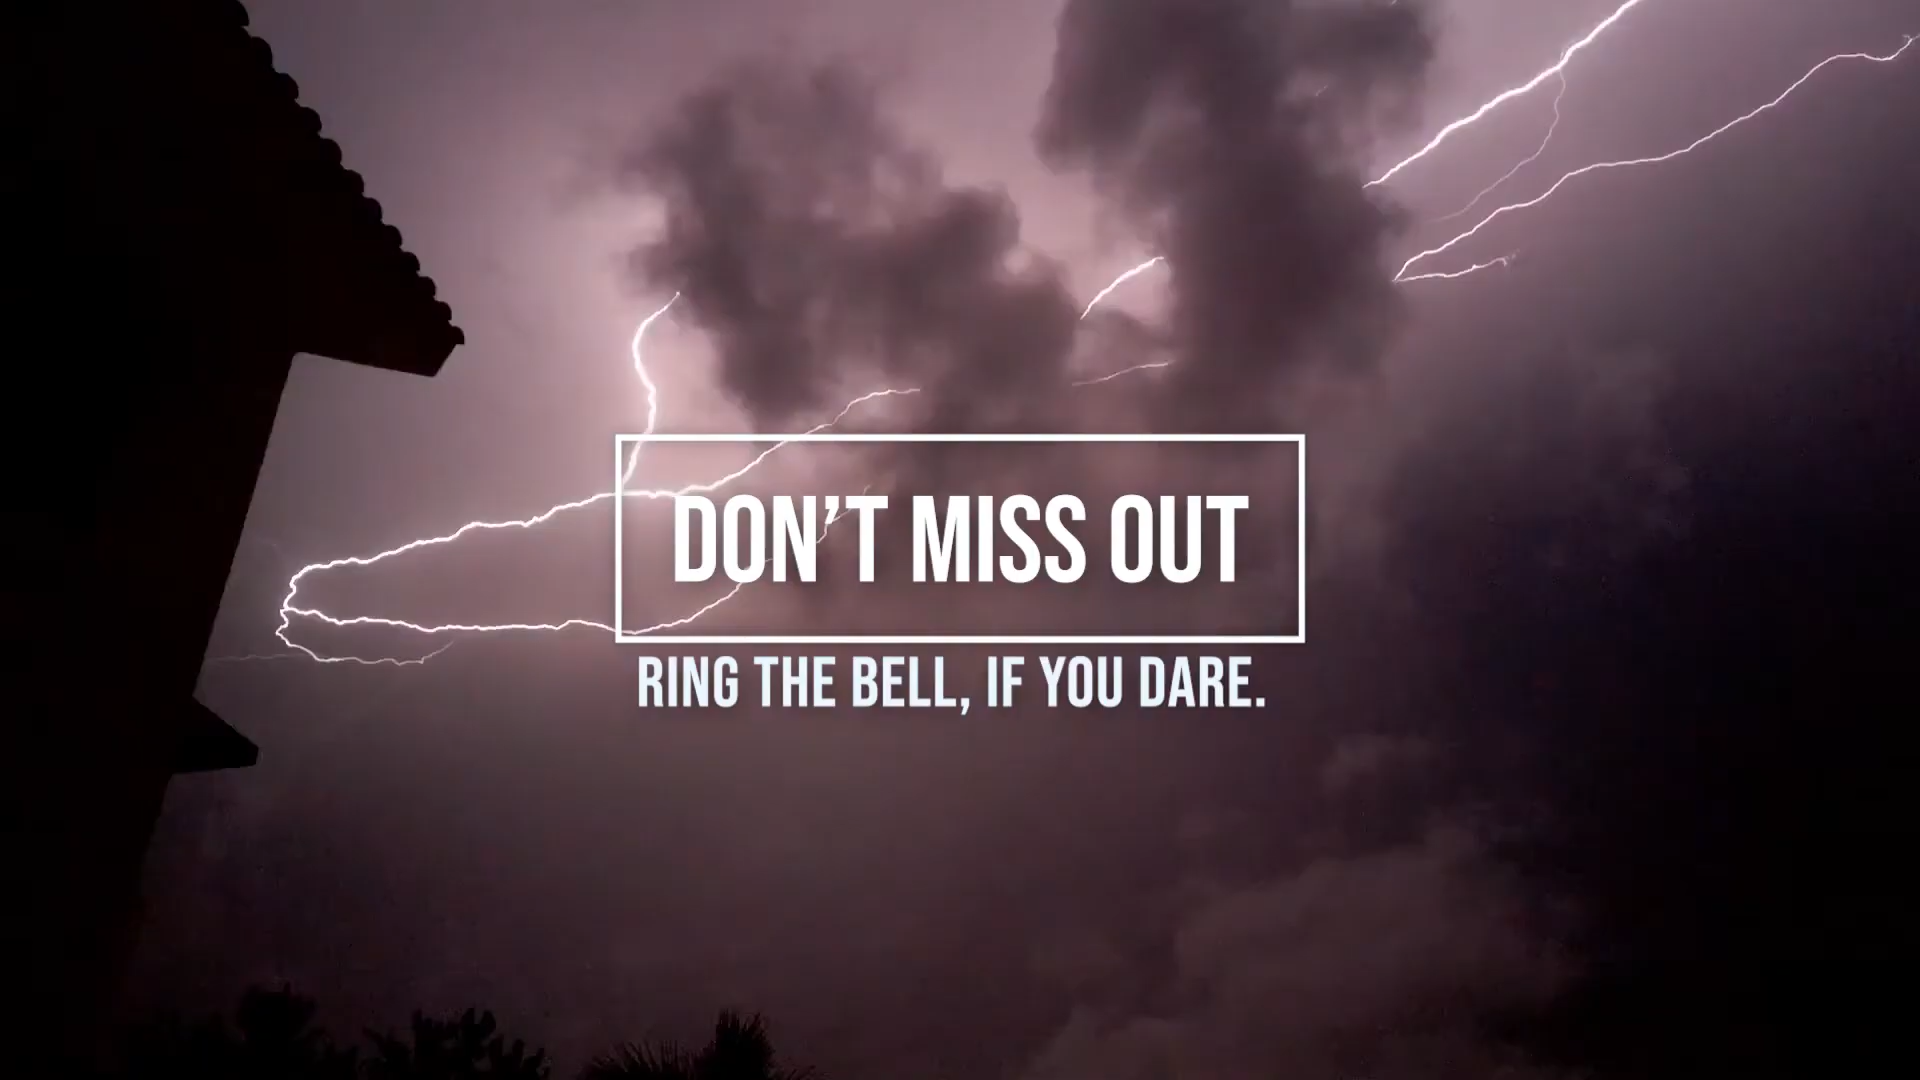 DON’T MISS OUT
RING THE BELL, IF YOU DARE.